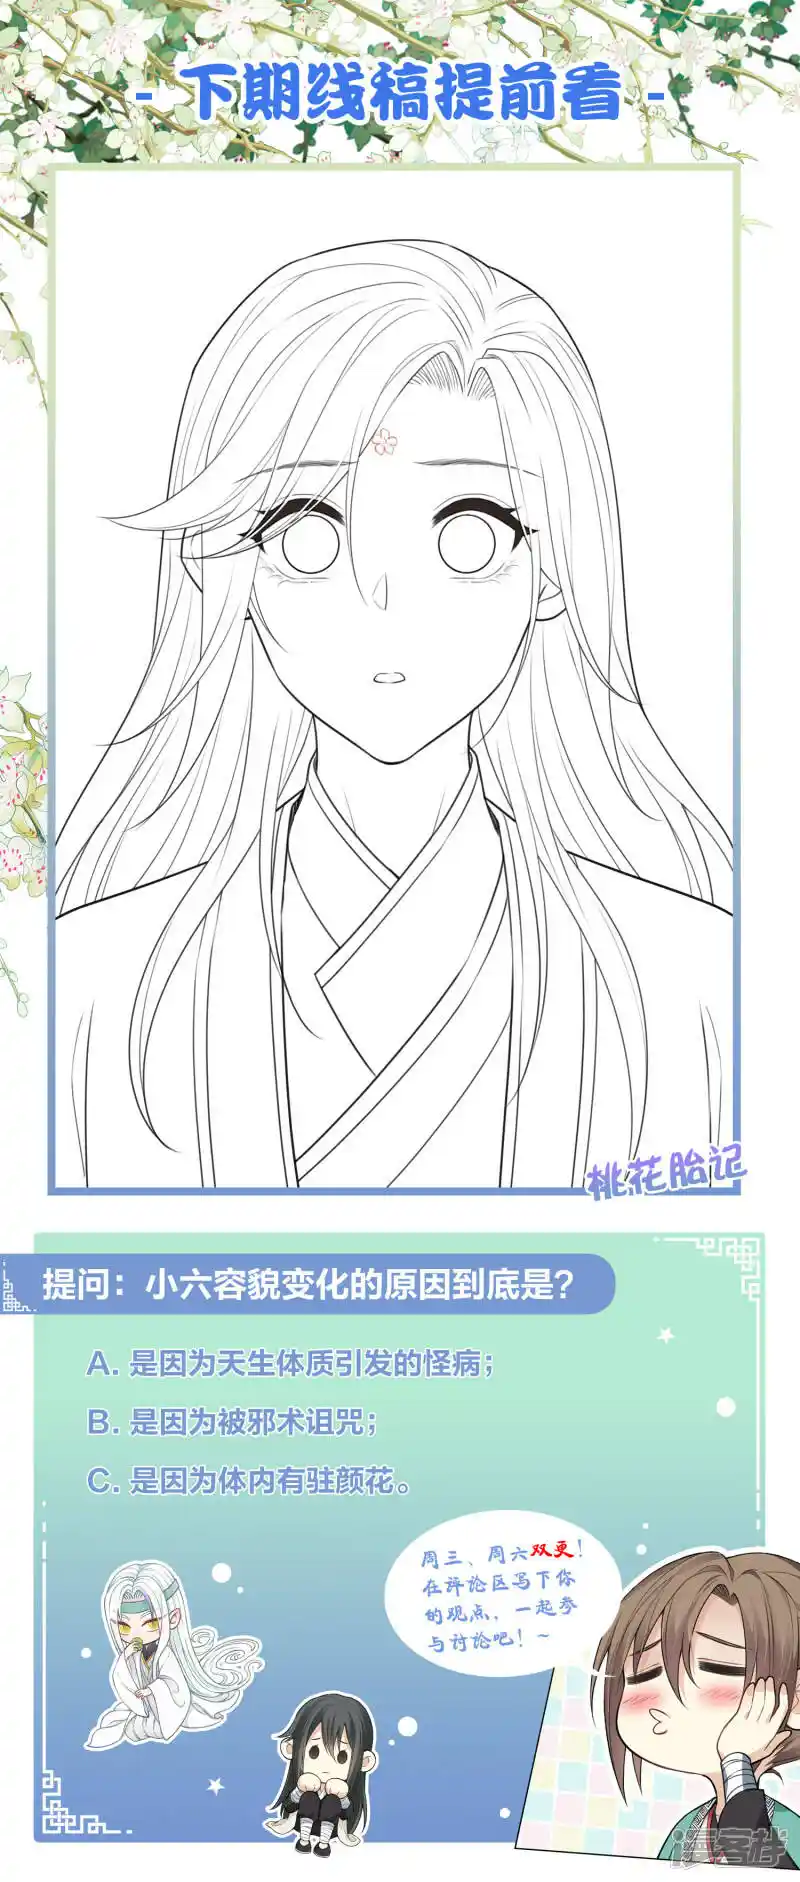 - 下期线稿提前看 -
桃花胎记
提问：小六容貌变化的原因到底是？
A. 是因为天生体质引发的怪病；
B. 是因为被邪术诅咒；
C. 是因为体内有驻颜花。
周三、周六双更！
在评论区写下你
的观点，一起参
与讨论吧！~
漫客栈